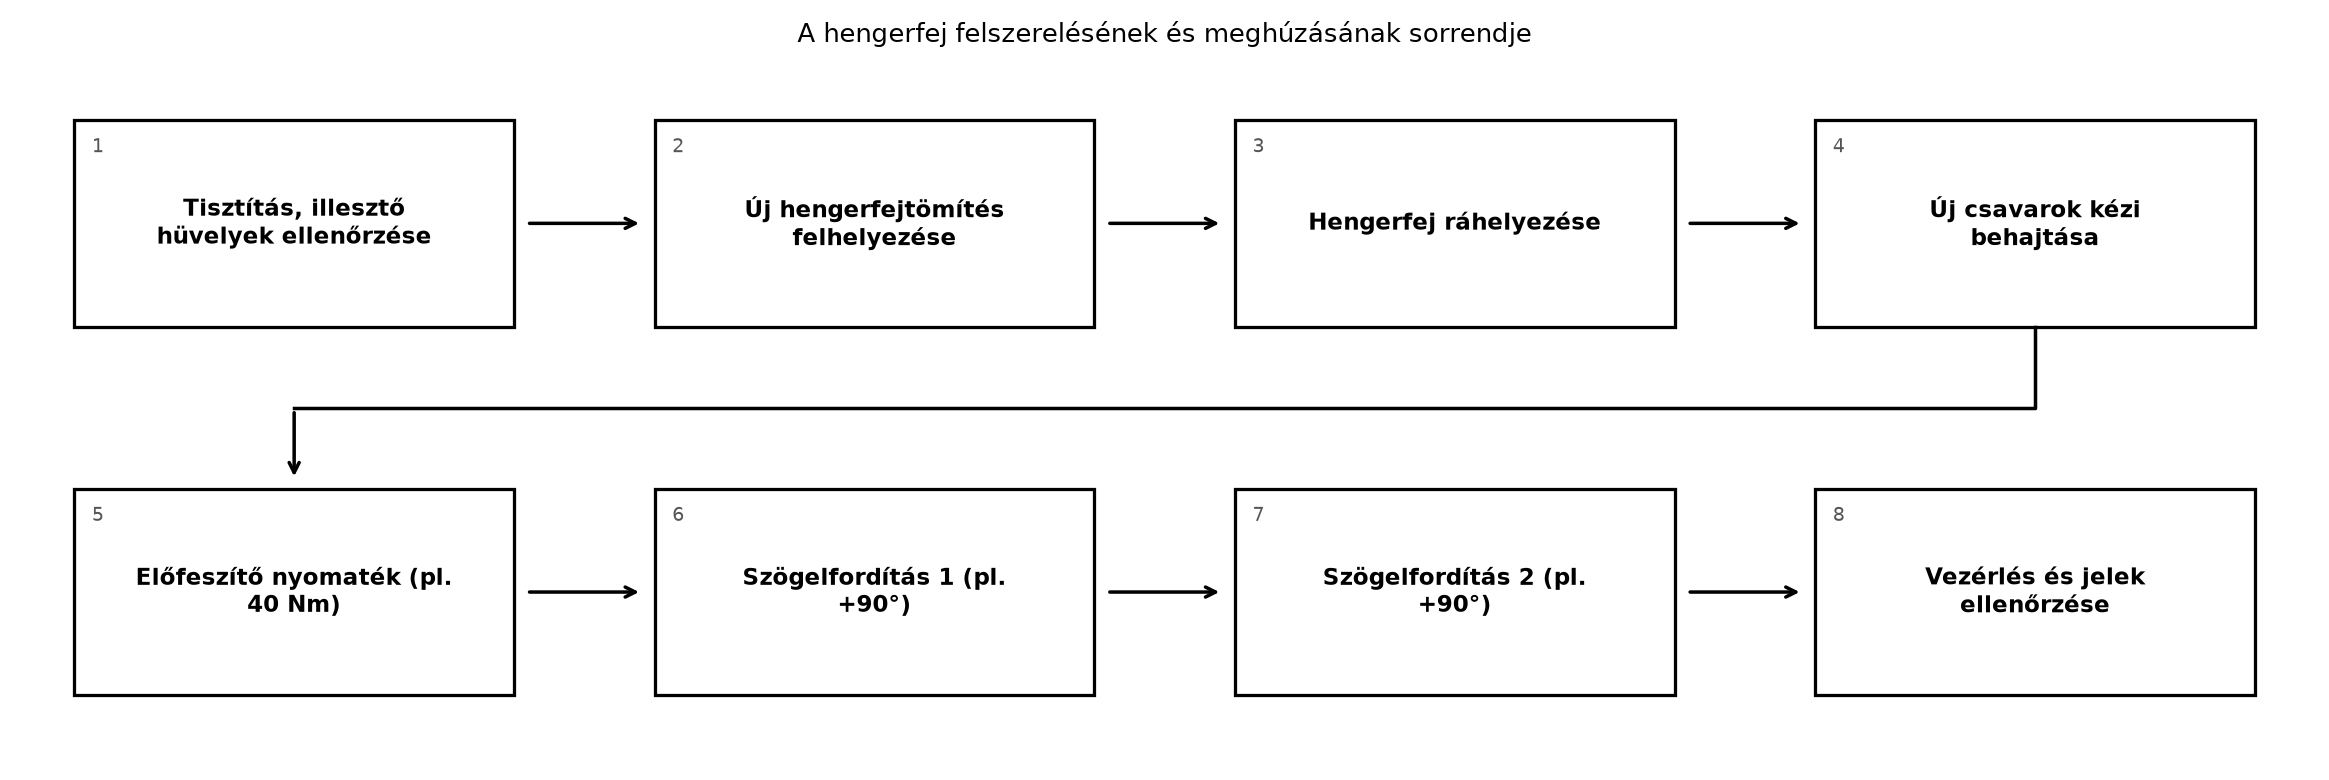 A hengerfej felszerelésének és meghúzásának sorrendje
1
Tisztítás, illesztő
hüvelyek ellenőrzése
2
Új hengerfejtömítés
felhelyezése
3
Hengerfej ráhelyezése
4
Új csavarok kézi
behajtása
5
Előfeszítő nyomaték (pl.
40 Nm)
6
Szögelfordítás 1 (pl.
+90°)
7
Szögelfordítás 2 (pl.
+90°)
8
Vezérlés és jelek
ellenőrzése